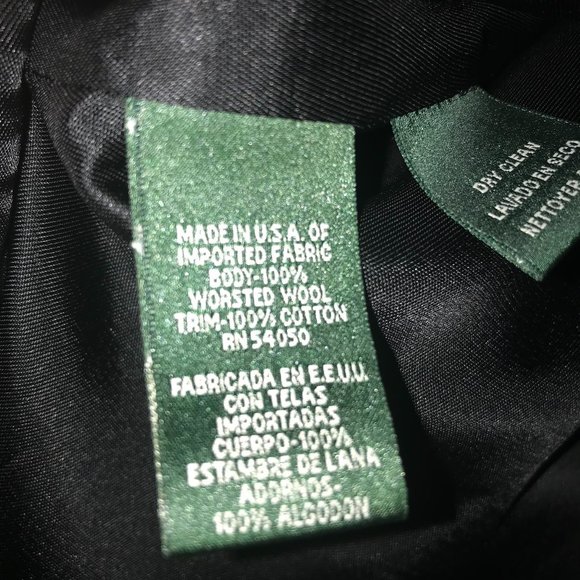 MADE IN U.S.A. OF
IMPORTED FABRIC
BODY-100%
WORSTED WOOL
TRIM-100% COTTON
RN 54050
FABRICADA EN E.E.U.U.
CON TELAS
IMPORTADAS
CUERPO-100%
ESTAMBRE DE LANA
ADORNOS-
100% ALGODON
DRY CLEAN
LAVADO EN SECO
NETTOYER